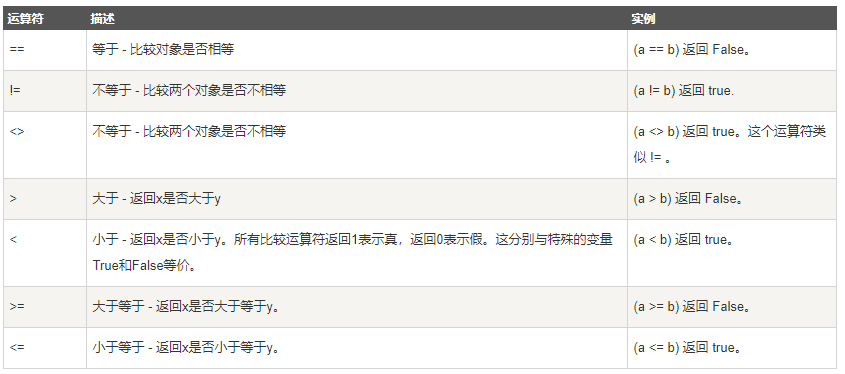 运算符 描述 实例
== 等于 - 比较对象是否相等 (a == b) 返回 False。
!= 不等于 - 比较两个对象是否不相等 (a != b) 返回 true.
<> 不等于 - 比较两个对象是否不相等 (a <> b) 返回 true。这个运算符类
似 != 。
> 大于 - 返回x是否大于y (a > b) 返回 False。
< 小于 - 返回x是否小于y。所有比较运算符返回1表示真，返回0表示假。这分别与特殊的变量 (a < b) 返回 true。
True和False等价。
>= 大于等于 - 返回x是否大于等于y。 (a >= b) 返回 False。
<= 小于等于 - 返回x是否小于等于y。 (a <= b) 返回 true。